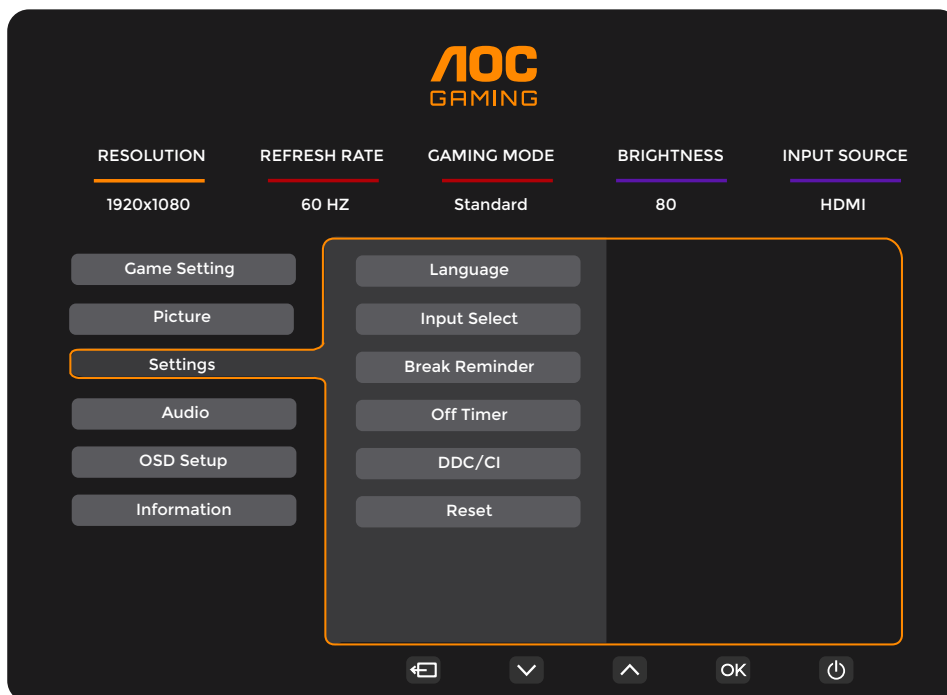 AOC
GAMING
RESOLUTION REFRESH RATE GAMING MODE BRIGHTNESS INPUT SOURCE
1920x1080 60 HZ Standard 80 HDMI
Game Setting
Picture
Settings
Audio
OSD Setup
Information
Language
Input Select
Break Reminder
Off Timer
DDC/CI
Reset
OK